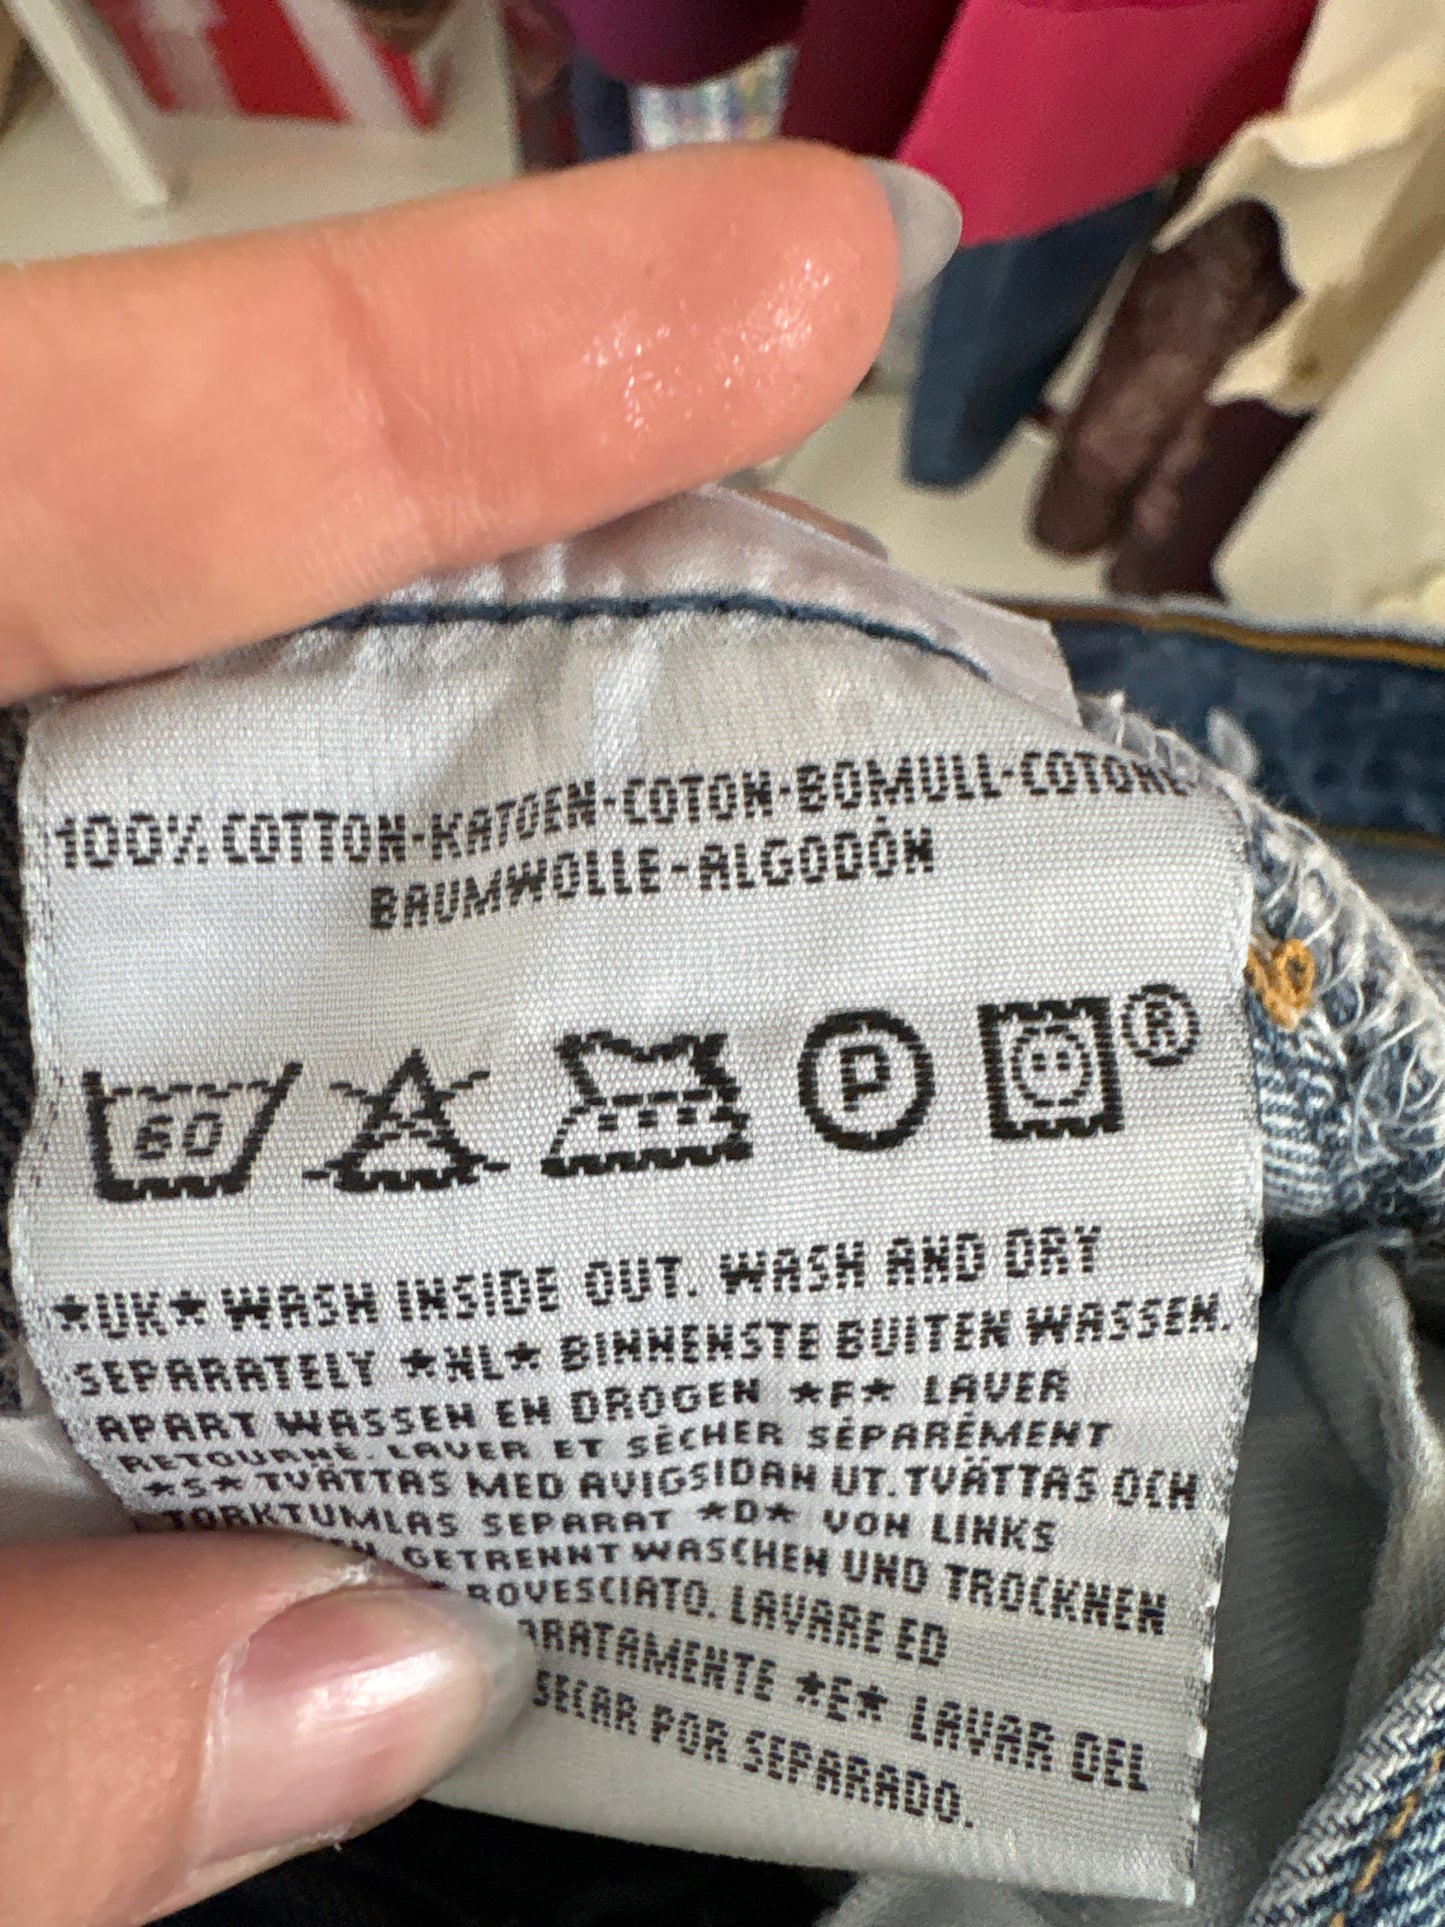 100% COTTON-KATOEN-COTON-BOMULL-COTONE
BAUMWOLLE-ALGODÓN
60 P ®
*UK* WASH INSIDE OUT. WASH AND DRY
SEPARATELY *NL* BINNENSTE BUITEN WASSEN.
APART WASSEN EN DROGEN *F* LAVER
RETOURNÉ. LAVER ET SÈCHER SÉPARÉMENT
*S* TVÄTTAS MED AVIGSIDAN UT. TVÄTTAS OCH
TORKTUMLAS SEPARAT *D* VON LINKS
GETRENNT WASCHEN UND TROCKNEN
ROVESCIATO. LAVARE ED
*E* LAVAR DEL
SECAR POR SEPARADO.